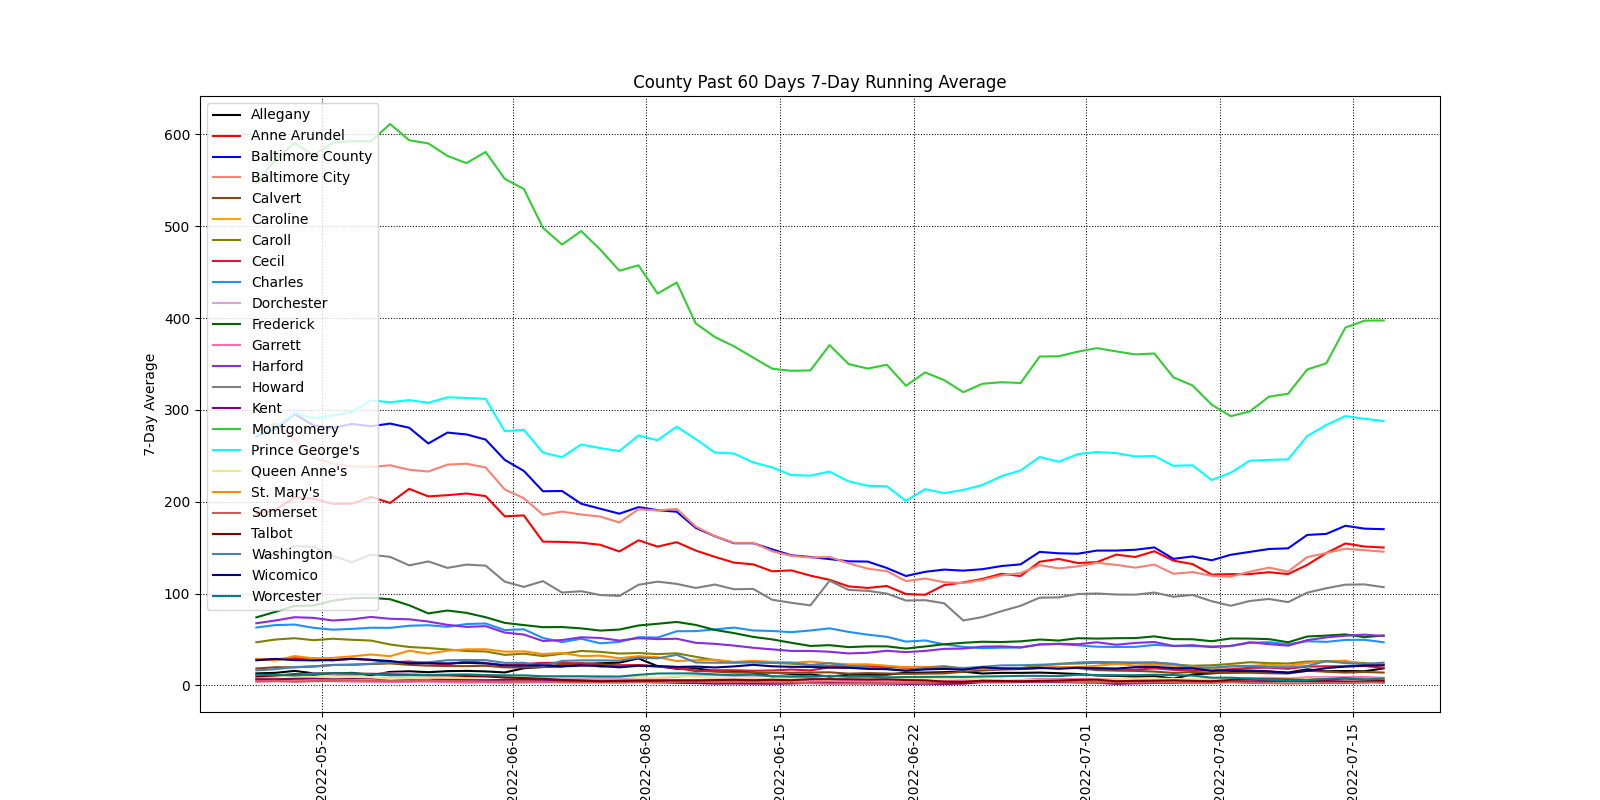 County Past 60 Days 7-Day Running Average
7-Day Average
600
500
400
300
200
100
0
Allegany
Anne Arundel
Baltimore County
Baltimore City
Calvert
Caroline
Caroll
Cecil
Charles
Dorchester
Frederick
Garrett
Harford
Howard
Kent
Montgomery
Prince George's
Queen Anne's
St. Mary's
Somerset
Talbot
Washington
Wicomico
Worcester
2022-05-22
2022-06-01
2022-06-08
2022-06-15
2022-06-22
2022-07-01
2022-07-08
2022-07-15